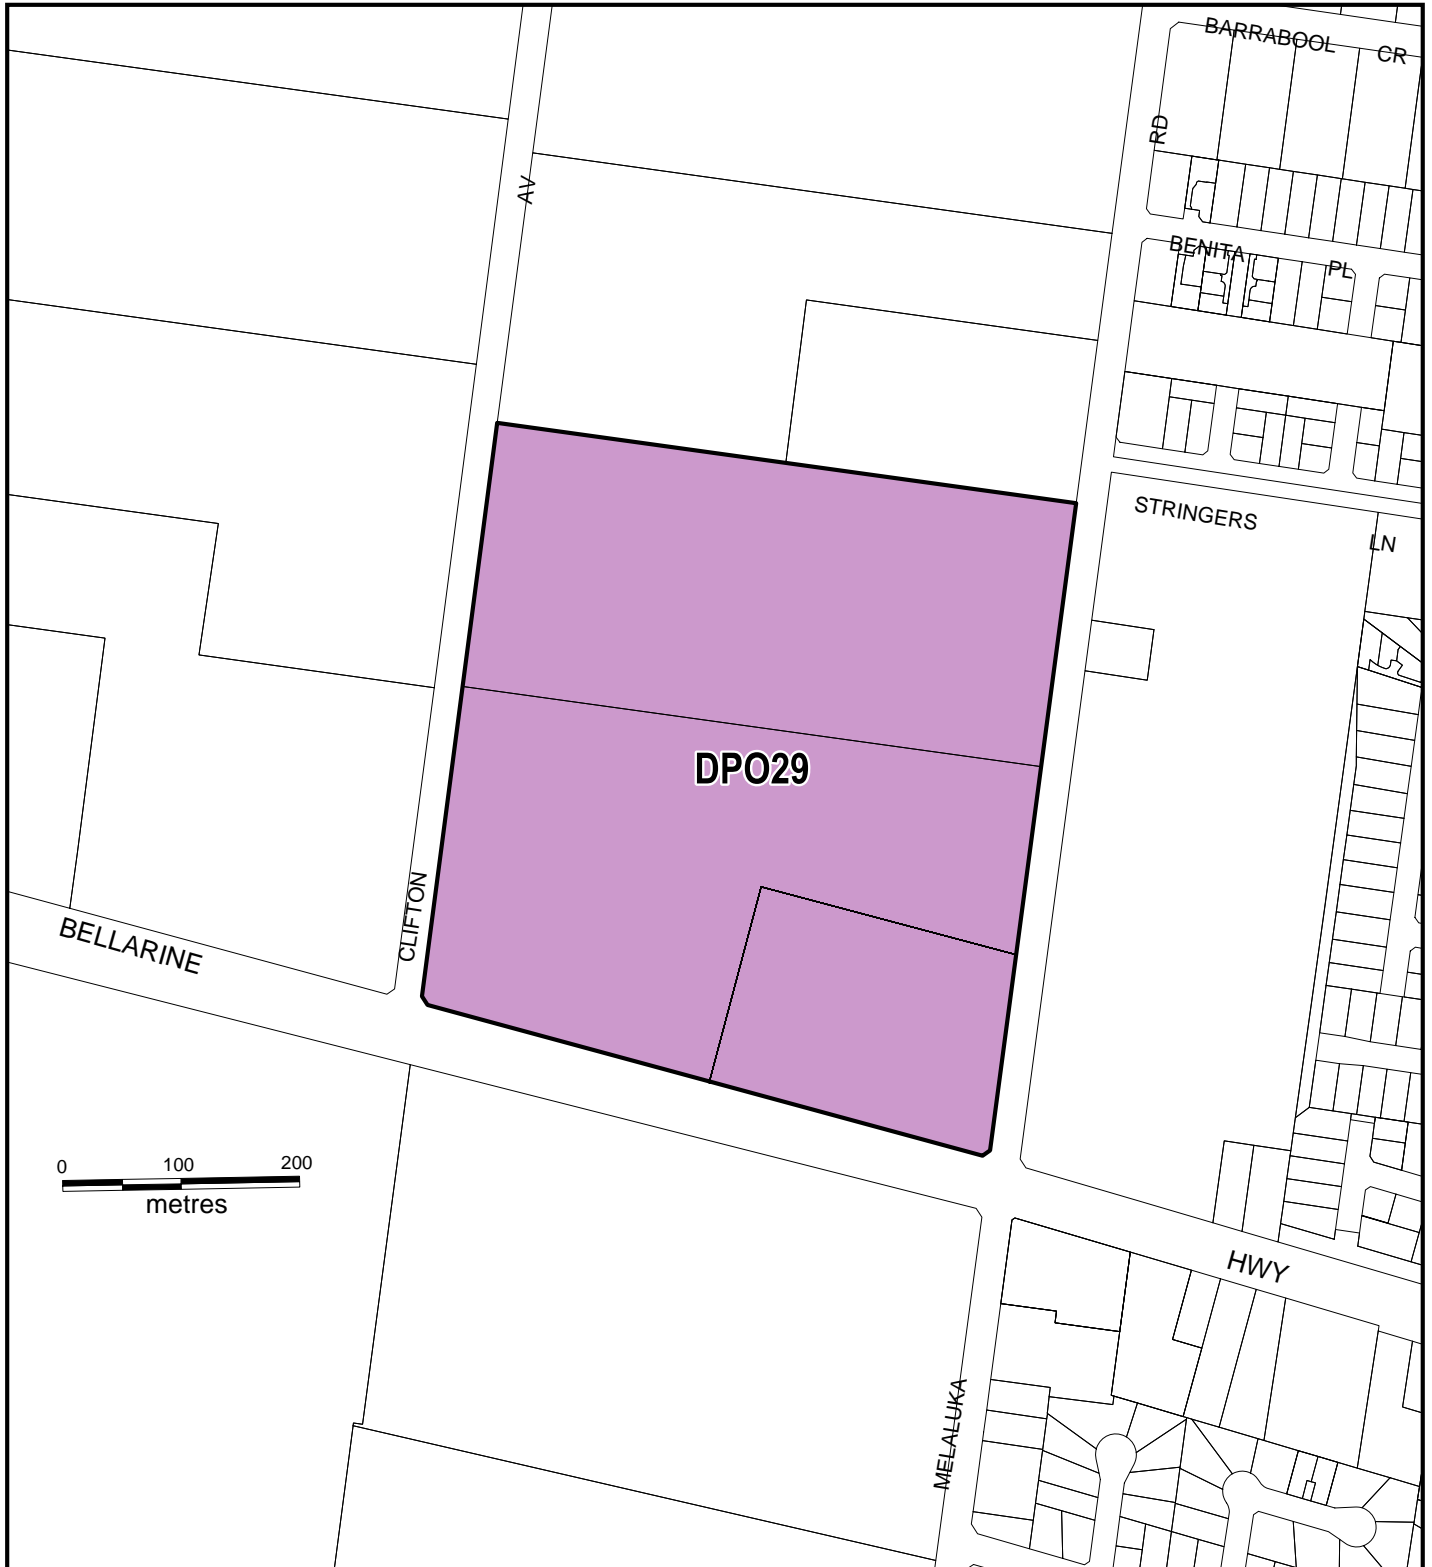 BARRABOOL CR
RD
AV
BENITA PL
STRINGERS LN
DPO29
CLIFTON
BELLARINE
0 100 200
metres
HWY
MELALUKA